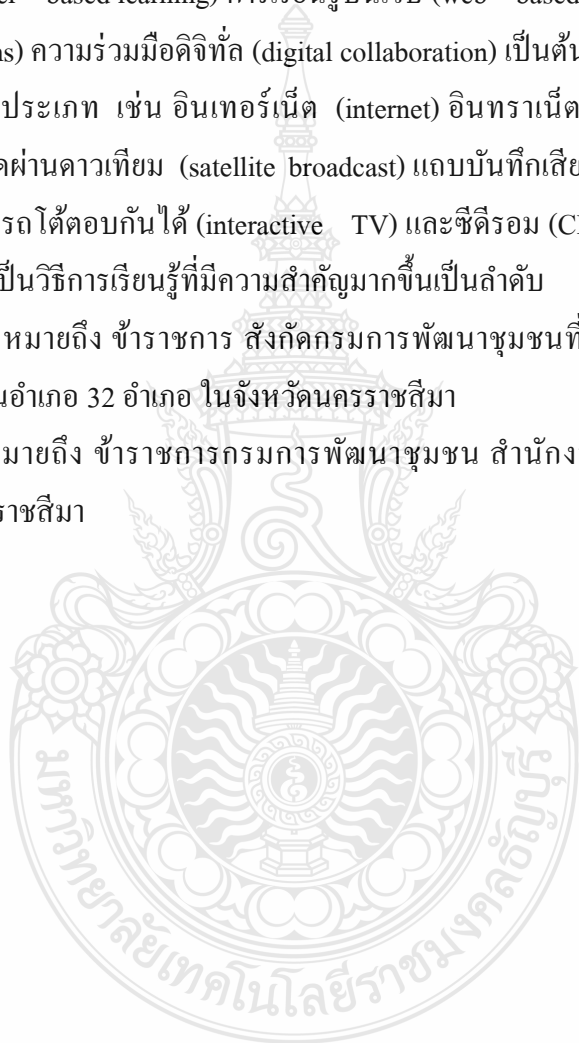 based learning) การเรียนรู้บนเว็บ (web based
ความร่วมมือดิจิทั่ล (digital collaboration) เป็นต้น
ประเภท เช่น อินเทอร์เน็ต (internet) อินทราเน็ต
ผ่านดาวเทียม (satellite broadcast) แถบบันทึกเสีย
รถโต้ตอบกันได้ (interactive TV) และซีดีรอม (C
เป็นวิธีการเรียนรู้ที่มีความสำคัญมากขึ้นเป็นลำดับ
หมายถึง ข้าราชการ สังกัดกรมการพัฒนาชุมชนที่
นอำเภอ 32 อำเภอ ในจังหวัดนครราชสีมา
มายถึง ข้าราชการกรมการพัฒนาชุมชน สำนักง
ราชสีมา
มหาวิทยาลัยเทคโนโลยีราชมงคลธัญบุรี